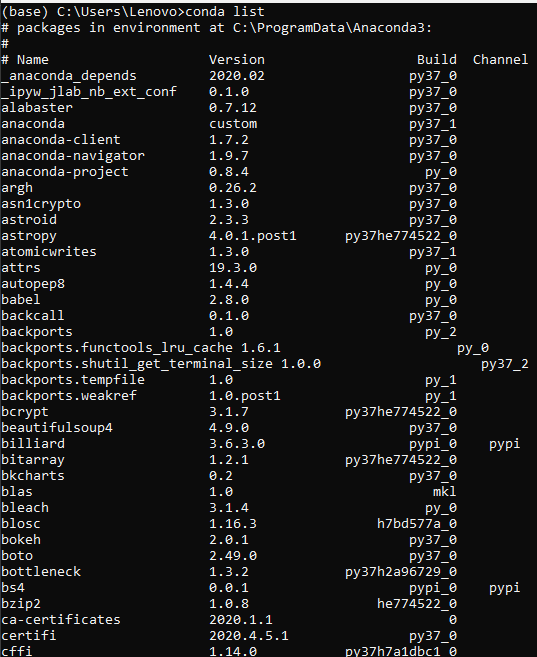 (base) C:\Users\Lenovo>conda list
# packages in environment at C:\ProgramData\Anaconda3:
#
# Name                    Version                   Build  Channel
_anaconda_depends         2020.02                  py37_0
_ipyw_jlab_nb_ext_conf    0.1.0                    py37_0
alabaster                 0.7.12                   py37_0
anaconda                  custom                   py37_1
anaconda-client           1.7.2                    py37_0
anaconda-navigator        1.9.7                    py37_0
anaconda-project          0.8.4                      py_0
argh                      0.26.2                   py37_0
asn1crypto                1.3.0                    py37_0
astroid                   2.3.3                    py37_0
astropy                   4.0.1.post1      py37he774522_0
atomicwrites              1.3.0                    py37_1
attrs                     19.3.0                     py_0
autopep8                  1.4.4                      py_0
babel                     2.8.0                      py_0
backcall                  0.1.0                    py37_0
backports                 1.0                        py_2
backports.functools_lru_cache 1.6.1                      py_0
backports.shutil_get_terminal_size 1.0.0                    py37_2
backports.tempfile        1.0                        py_1
backports.weakref         1.0.post1                  py_1
bcrypt                    3.1.7            py37he774522_0
beautifulsoup4            4.9.0                    py37_0
billiard                  3.6.3.0                  pypi_0    pypi
bitarray                  1.2.1            py37he774522_0
bkcharts                  0.2                      py37_0
blas                      1.0                         mkl
bleach                    3.1.4                      py_0
blosc                     1.16.3               h7bd577a_0
bokeh                     2.0.1                    py37_0
boto                      2.49.0                   py37_0
bottleneck                1.3.2            py37h2a96729_0
bs4                       0.0.1                    pypi_0    pypi
bzip2                     1.0.8                he774522_0
ca-certificates           2020.1.1                      0
certifi                   2020.4.5.1               py37_0
cffi                      1.14.0           py37h7a1dbc1_0